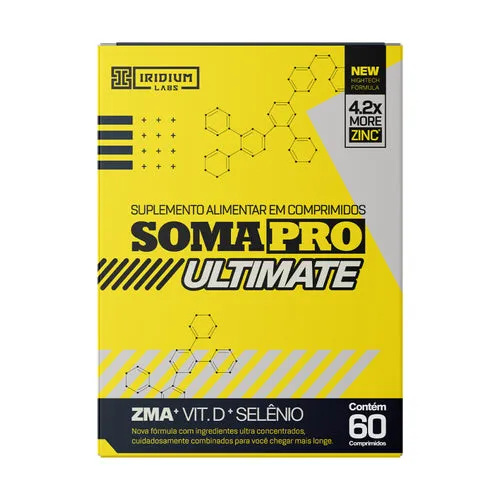 IRIDIUM
LABS
NEW
HIGHTECH
FORMULA
4.2x
MORE
ZINC*
SUPLEMENTO ALIMENTAR EM COMPRIMIDOS
SOMAPRO
ULTIMATE
ZMA+ VIT. D + SELÊNIO
Nova fórmula com ingredientes ultra concentrados,
cuidadosamente combinados para você chegar mais longe.
Contém
60
Comprimidos